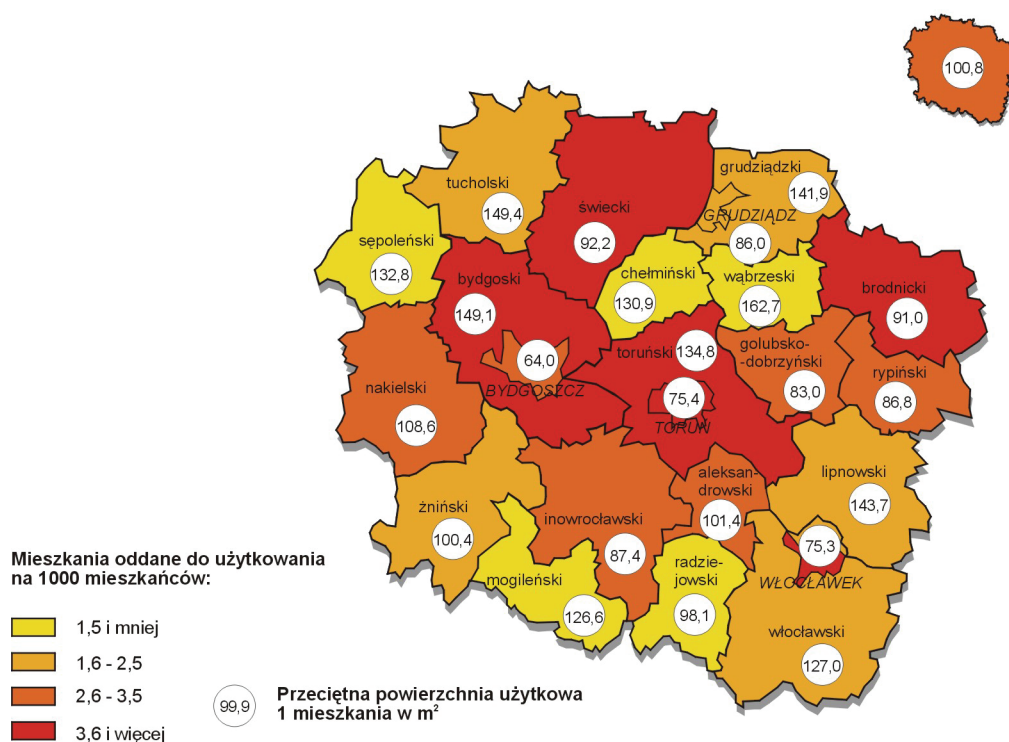 100,8
tucholski
149,4
świecki
92,2
grudziądzki
141,9
GRUDZIĄDZ
86,0
sępoleński
132,8
bydgoski
149,1
chełmiński
130,9
wąbrzeski
162,7
brodnicki
91,0
64,0
BYDGOSZCZ
toruński
134,8
75,4
TORUŃ
golubsko-
-dobrzyński
83,0
rypiński
86,8
nakielski
108,6
żniński
100,4
inowrocławski
87,4
aleksan-
drowski
101,4
lipnowski
143,7
mogileński
126,6
radzie-
jowski
98,1
75,3
WŁOCŁAWEK
włocławski
127,0
Mieszkania oddane do użytkowania
na 1000 mieszkańców:
1,5 i mniej
1,6 - 2,5
2,6 - 3,5
3,6 i więcej
99,9
Przeciętna powierzchnia użytkowa
1 mieszkania w m²